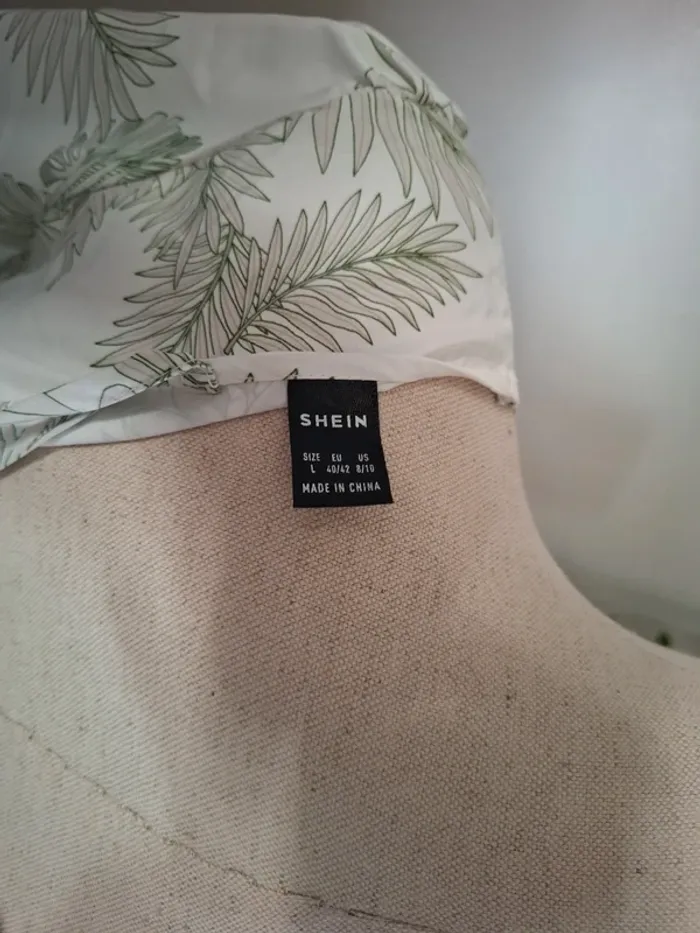 SHEIN
SIZE EU US
L 40/42 8/10
MADE IN CHINA